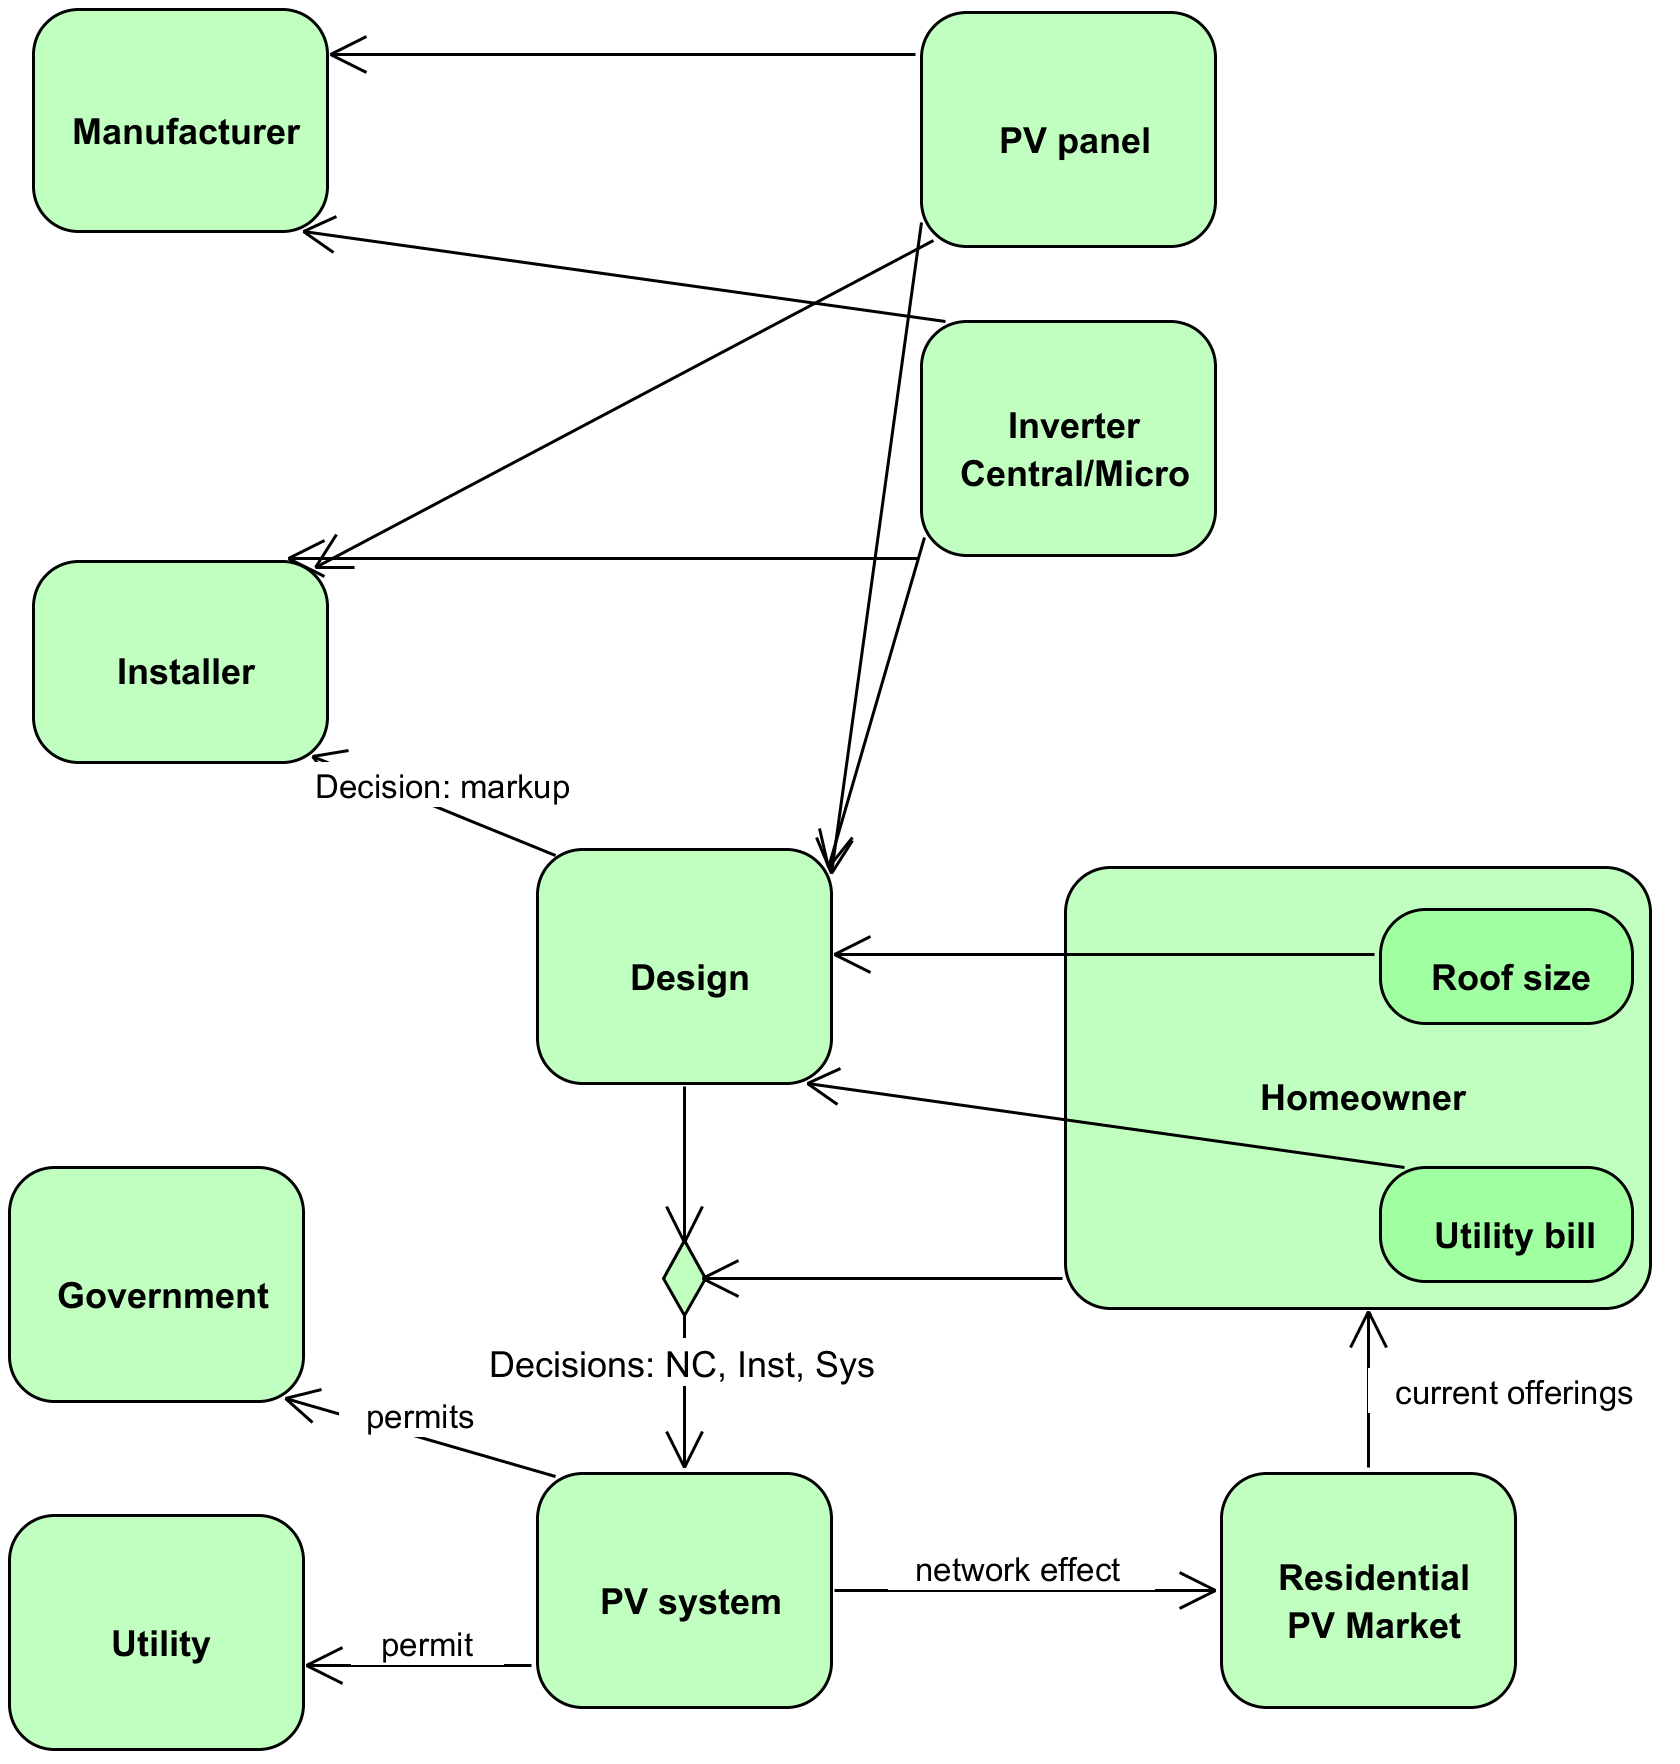 Manufacturer
PV panel
Inverter
Central/Micro
Installer
Decision: markup
Design
Roof size
Homeowner
Utility bill
Government
Decisions: NC, Inst, Sys
permits
current offerings
network effect
Residential
PV Market
PV system
Utility
permit